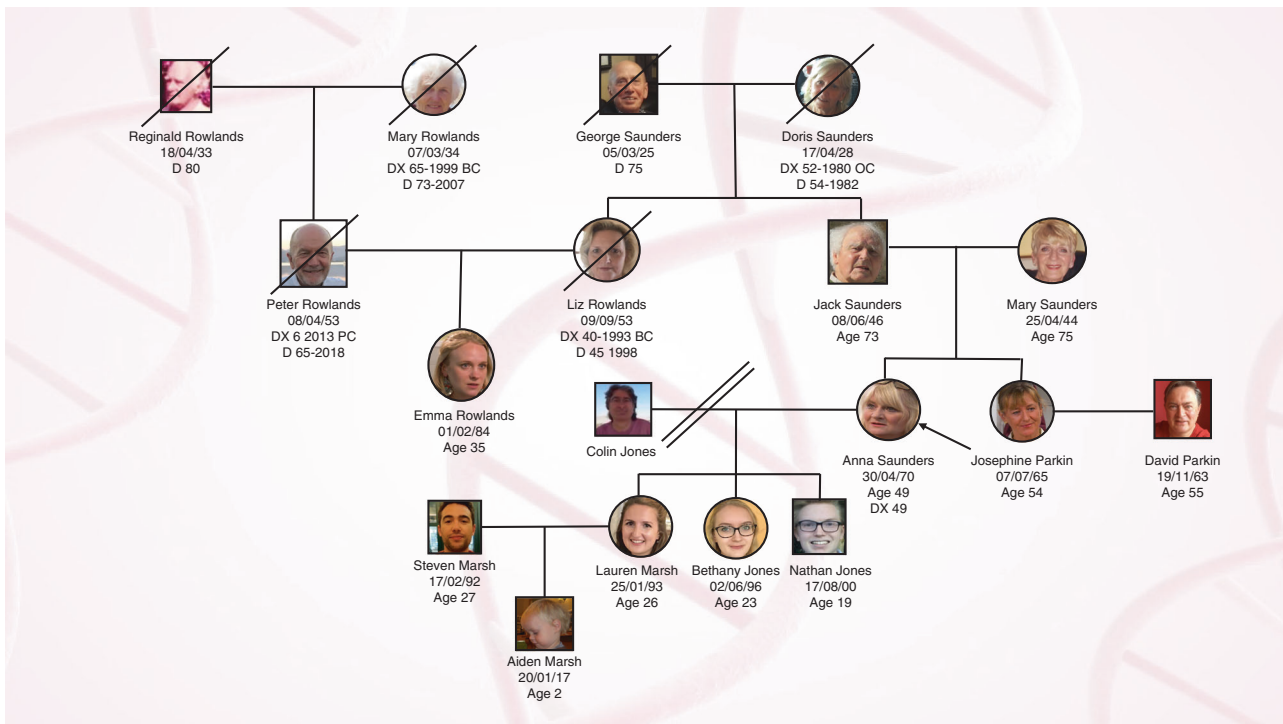 Reginald Rowlands
18/04/33
D 80
Mary Rowlands
07/03/34
DX 65-1999 BC
D 73-2007
George Saunders
05/03/25
D 75
Doris Saunders
17/04/28
DX 52-1980 OC
D 54-1982
Peter Rowlands
08/04/53
DX 6 2013 PC
D 65-2018
Liz Rowlands
09/09/53
DX 40-1993 BC
D 45 1998
Jack Saunders
08/06/46
Age 73
Mary Saunders
25/04/44
Age 75
Emma Rowlands
01/02/84
Age 35
Colin Jones
Anna Saunders
30/04/70
Age 49
DX 49
Josephine Parkin
07/07/65
Age 54
David Parkin
19/11/63
Age 55
Steven Marsh
17/02/92
Age 27
Lauren Marsh
25/01/93
Age 26
Bethany Jones
02/06/96
Age 23
Nathan Jones
17/08/00
Age 19
Aiden Marsh
20/01/17
Age 2